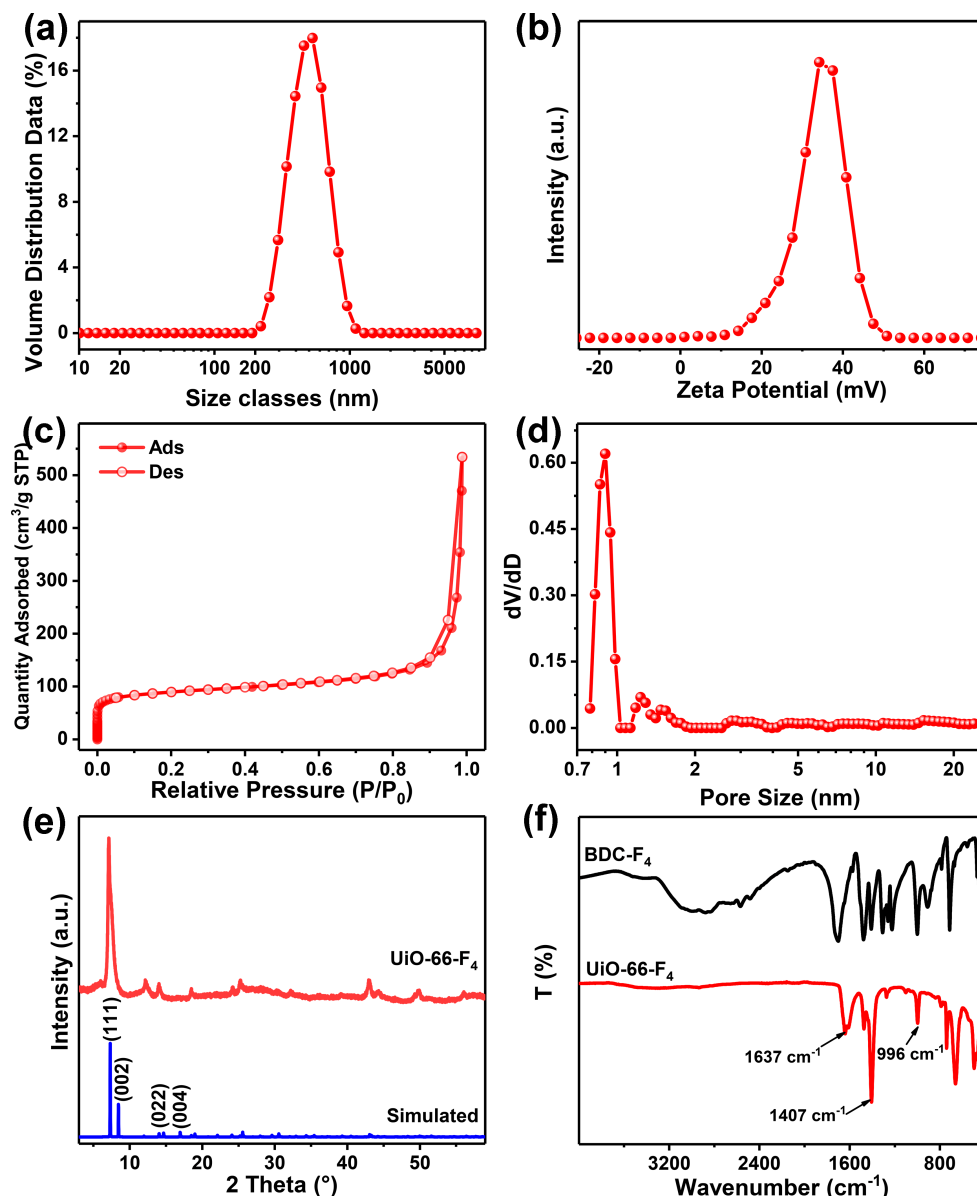 (a)
Volume Distribution Data (%)
16
12
8
4
0
10 20 100 200 1000 5000
Size classes (nm)
(b)
Intensity (a.u.)
-20 0 20 40 60
Zeta Potential (mV)
(c)
Ads
Des
Quantity Adsorbed (cm³/g STP)
500
400
300
200
100
0
0.0 0.2 0.4 0.6 0.8 1.0
Relative Pressure (P/P₀)
(d)
dV/dD
0.60
0.45
0.30
0.15
0.00
0.7 1 2 5 10 20
Pore Size (nm)
(e)
Intensity (a.u.)
UiO-66-F₄
(111)
(002)
(022)
(004)
Simulated
10 20 30 40 50
2 Theta (°)
(f)
T (%)
BDC-F₄
UiO-66-F₄
1637 cm⁻¹
996 cm⁻¹
1407 cm⁻¹
3200 2400 1600 800
Wavenumber (cm⁻¹)